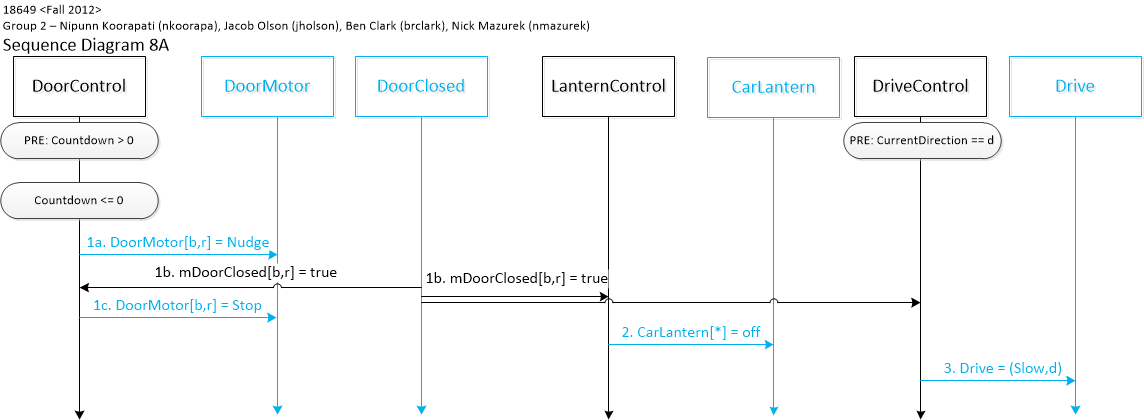 18649 <Fall 2012>
Group 2 – Nipunn Koorapati (nkoorapa), Jacob Olson (jholson), Ben Clark (brclark), Nick Mazurek (nmazurek)
Sequence Diagram 8A
DoorControl
DoorMotor
DoorClosed
LanternControl
CarLantern
DriveControl
Drive
PRE: Countdown > 0
PRE: CurrentDirection == d
Countdown <= 0
1a. DoorMotor[b,r] = Nudge
1b. mDoorClosed[b,r] = true
1b. mDoorClosed[b,r] = true
1c. DoorMotor[b,r] = Stop
2. CarLantern[*] = off
3. Drive = (Slow,d)